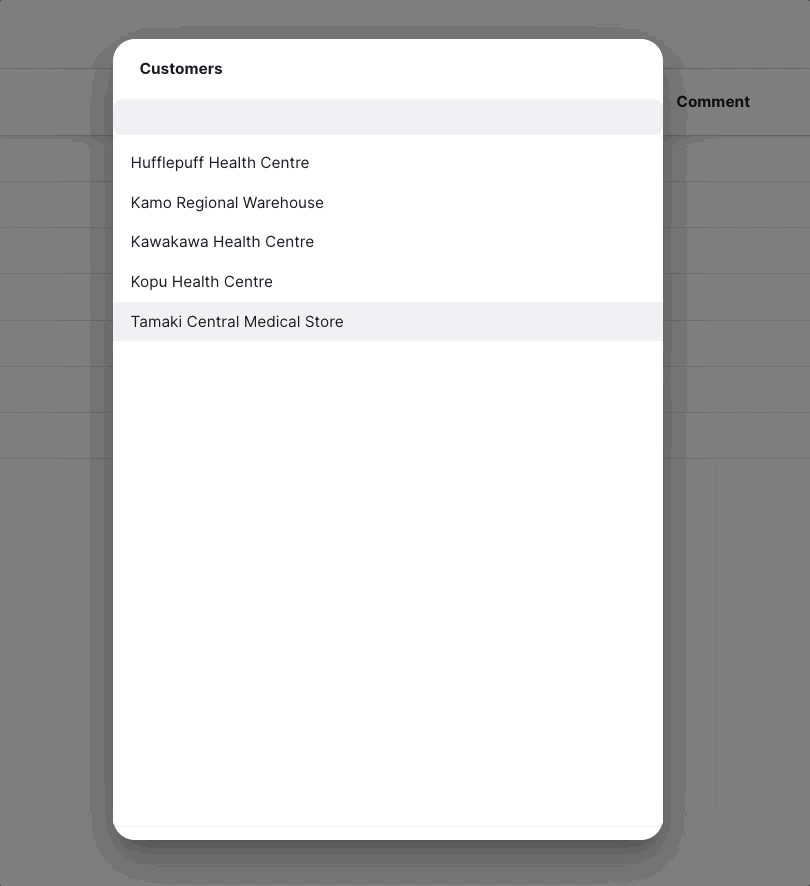 Customers
Comment
Hufflepuff Health Centre
Kamo Regional Warehouse
Kawakawa Health Centre
Kopu Health Centre
Tamaki Central Medical Store